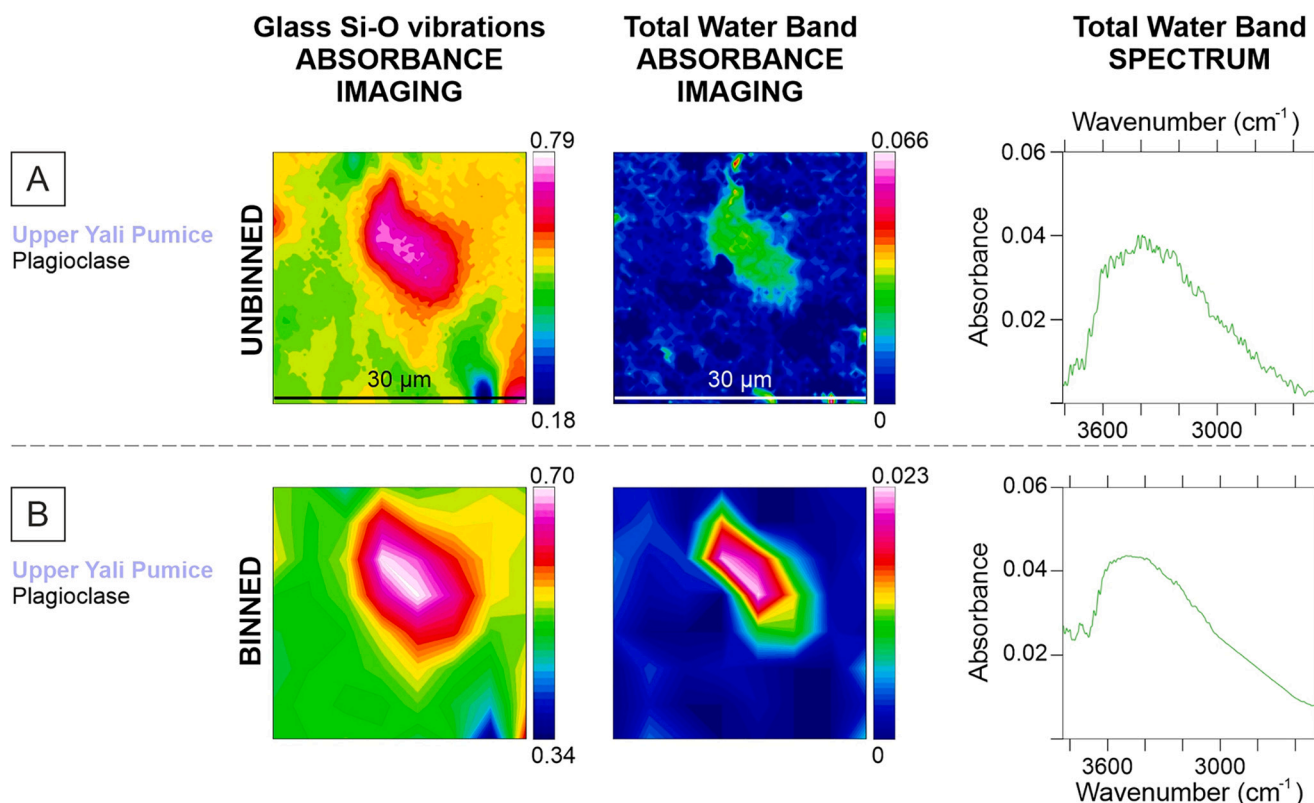 Glass Si-O vibrations
ABSORBANCE
IMAGING
Total Water Band
ABSORBANCE
IMAGING
Total Water Band
SPECTRUM
A
Upper Yali Pumice
Plagioclase
UNBINNED
0.79
30 µm
0.18
0.066
30 µm
0
Wavenumber (cm⁻¹)
0.06
0.04
0.02
Absorbance
3600
3000
B
Upper Yali Pumice
Plagioclase
BINNED
0.70
0.34
0.023
0
0.06
0.04
0.02
Absorbance
3600
3000
Wavenumber (cm⁻¹)